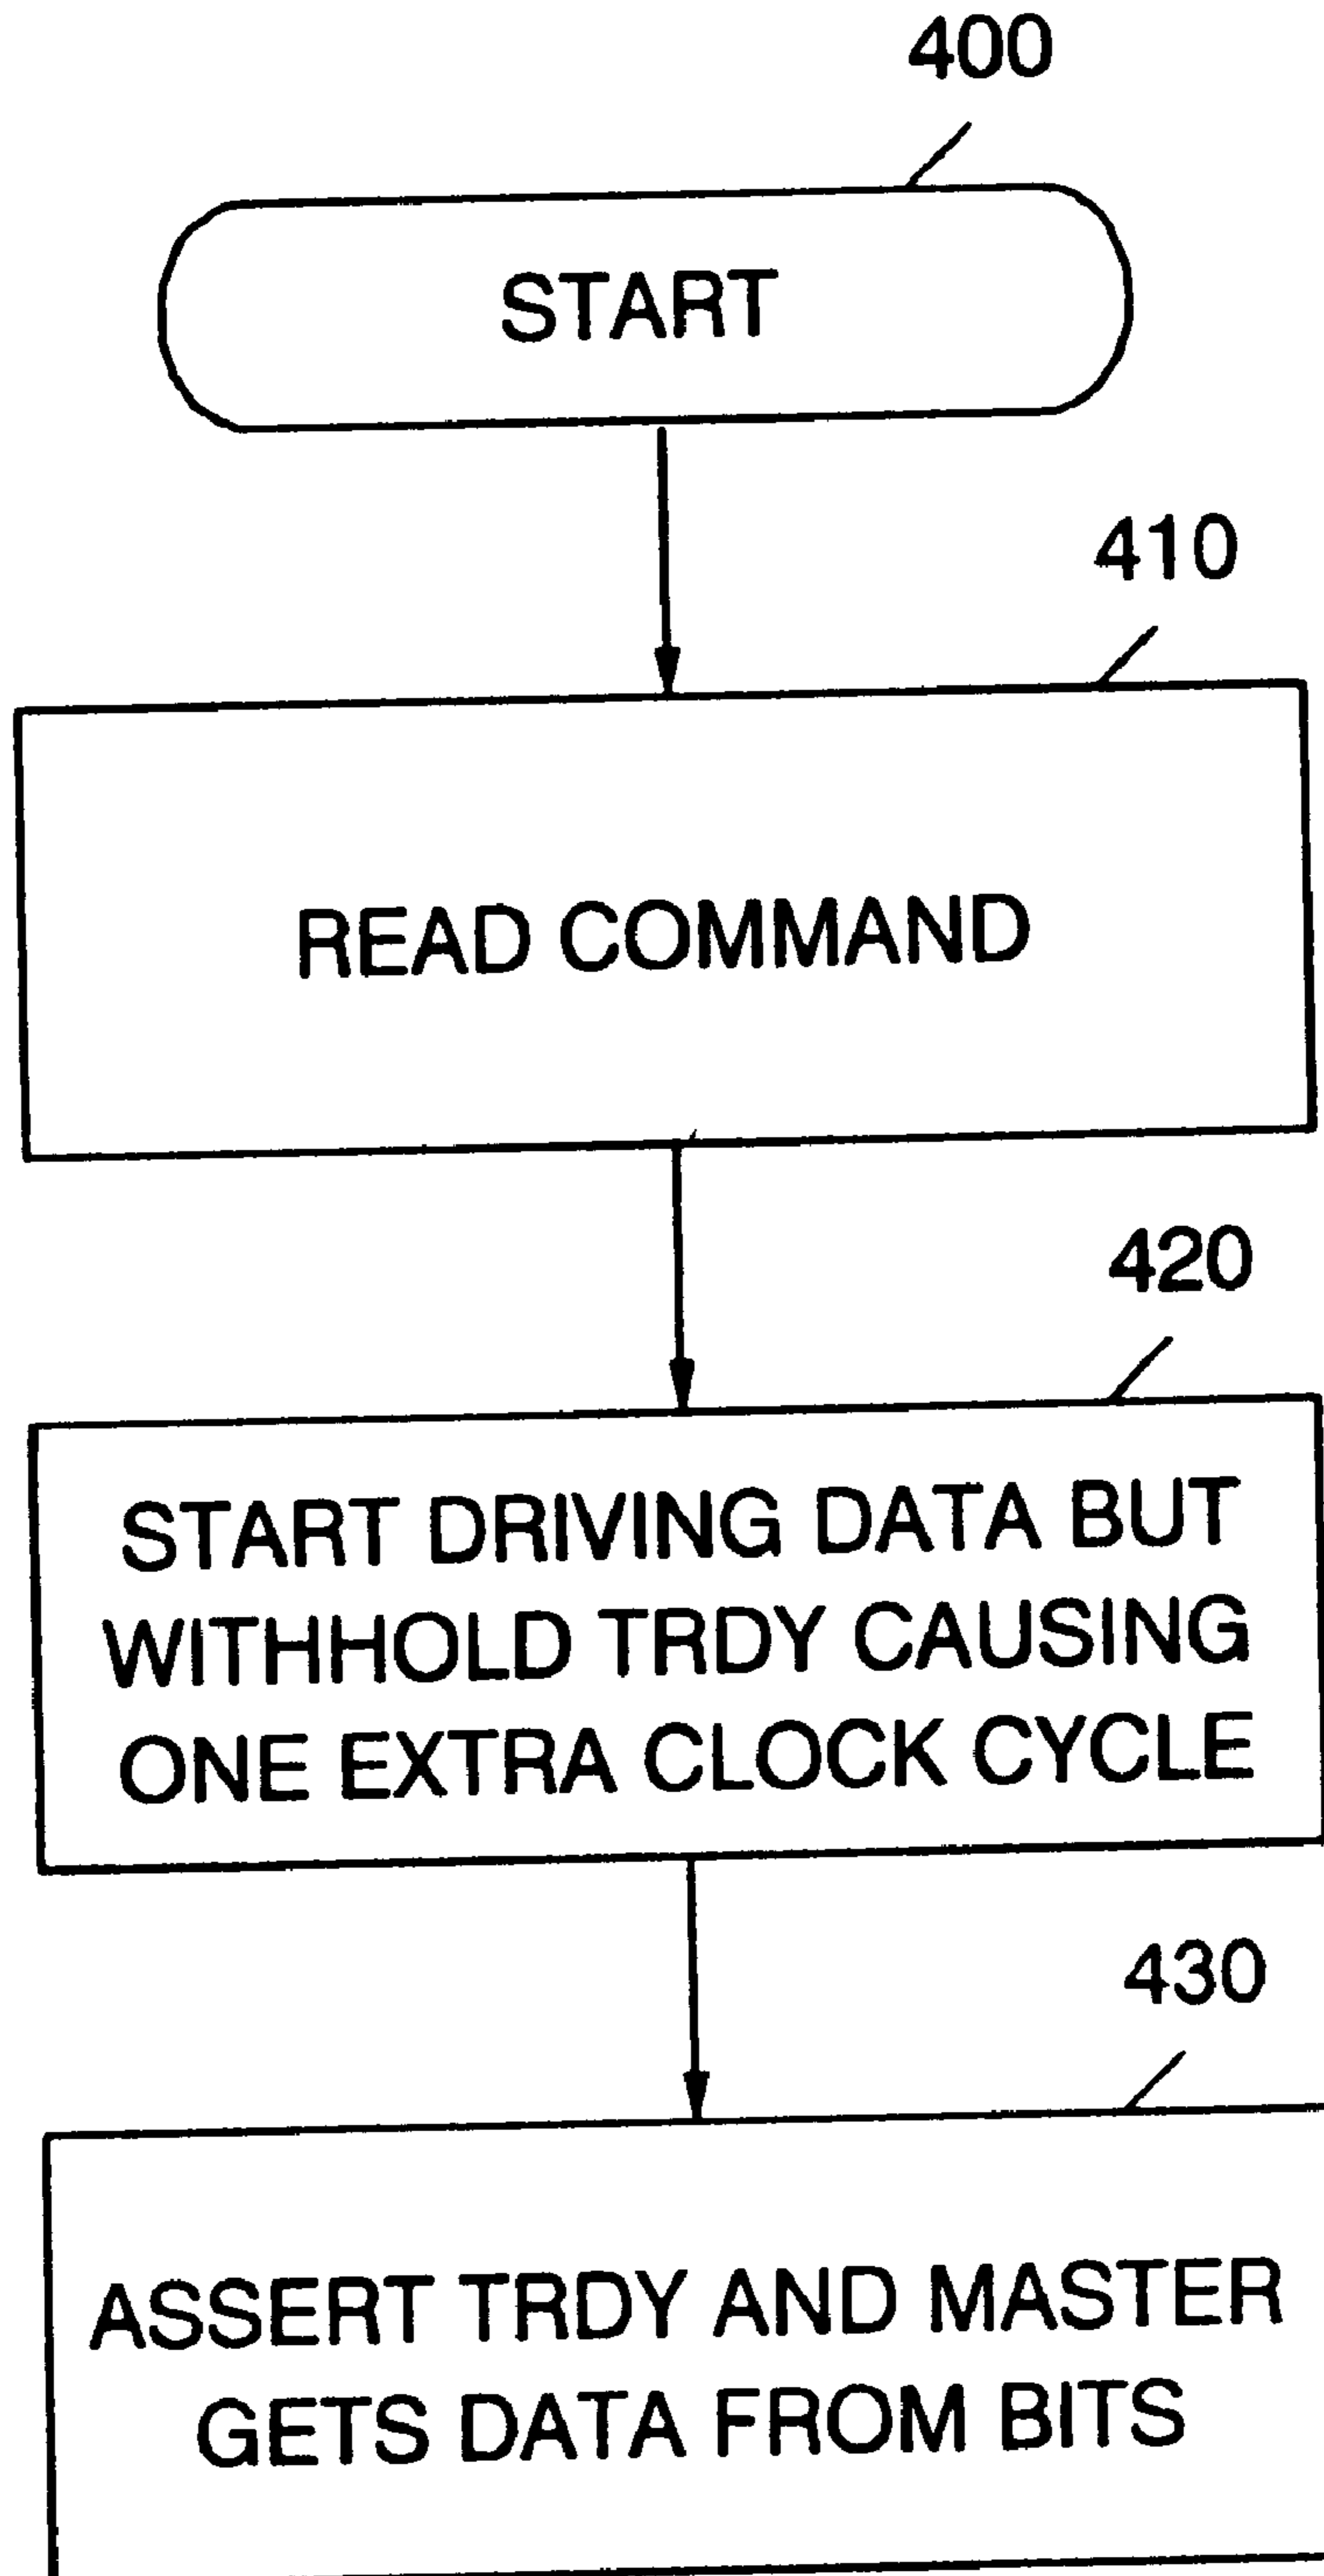 400
START
410
READ COMMAND
420
START DRIVING DATA BUT
WITHHOLD TRDY CAUSING
ONE EXTRA CLOCK CYCLE
430
ASSERT TRDY AND MASTER
GETS DATA FROM BITS